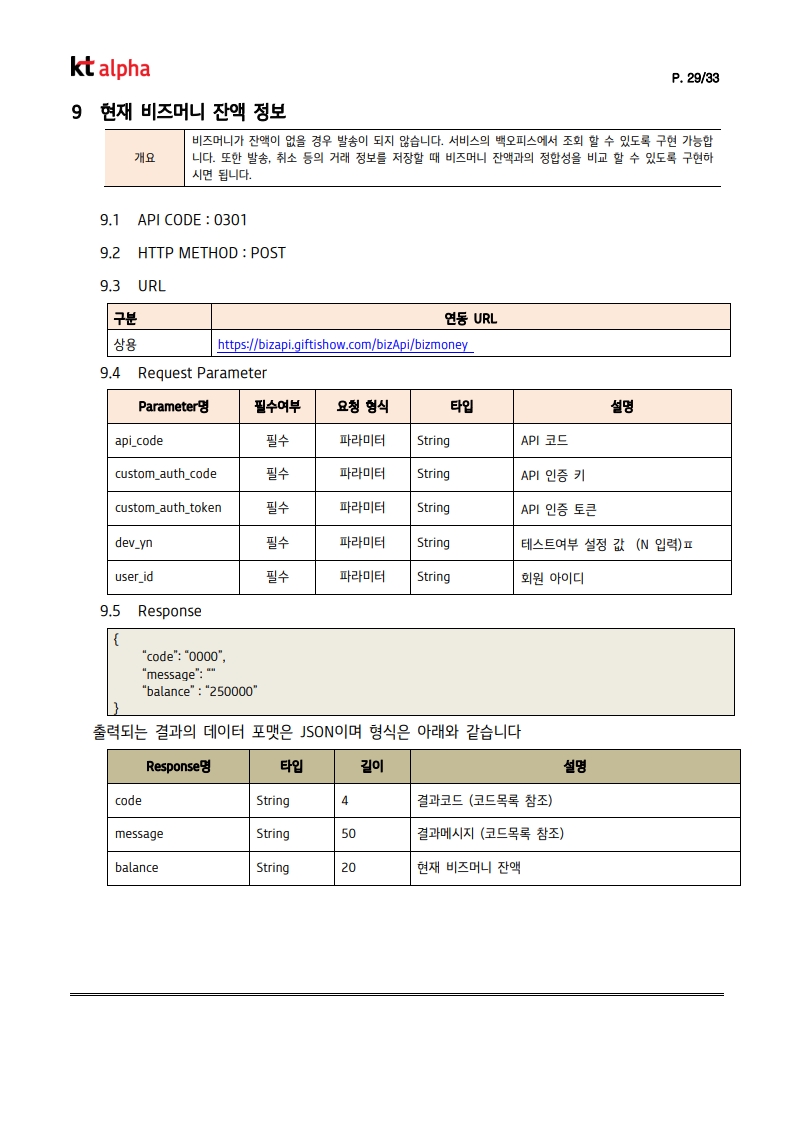 kt alpha
P. 29/33
9 현재 비즈머니 잔액 정보
개요
비즈머니가 잔액이 없을 경우 발송이 되지 않습니다. 서비스의 백오피스에서 조회 할 수 있도록 구현 가능합
니다. 또한 발송, 취소 등의 거래 정보를 저장할 때 비즈머니 잔액과의 정합성을 비교 할 수 있도록 구현하
시면 됩니다.
9.1 API CODE : 0301
9.2 HTTP METHOD : POST
9.3 URL
구분 연동 URL
상용 https://bizapi.giftishow.com/bizApi/bizmoney
9.4 Request Parameter
Parameter명 필수여부 요청 형식 타입 설명
api_code 필수 파라미터 String API 코드
custom_auth_code 필수 파라미터 String API 인증 키
custom_auth_token 필수 파라미터 String API 인증 토큰
dev_yn 필수 파라미터 String 테스트여부 설정 값 (N 입력)ㅍ
user_id 필수 파라미터 String 회원 아이디
9.5 Response
{
“code”: “0000”,
“message”: “”
“balance” : “250000”
}
출력되는 결과의 데이터 포맷은 JSON이며 형식은 아래와 같습니다
Response명 타입 길이 설명
code String 4 결과코드 (코드목록 참조)
message String 50 결과메시지 (코드목록 참조)
balance String 20 현재 비즈머니 잔액